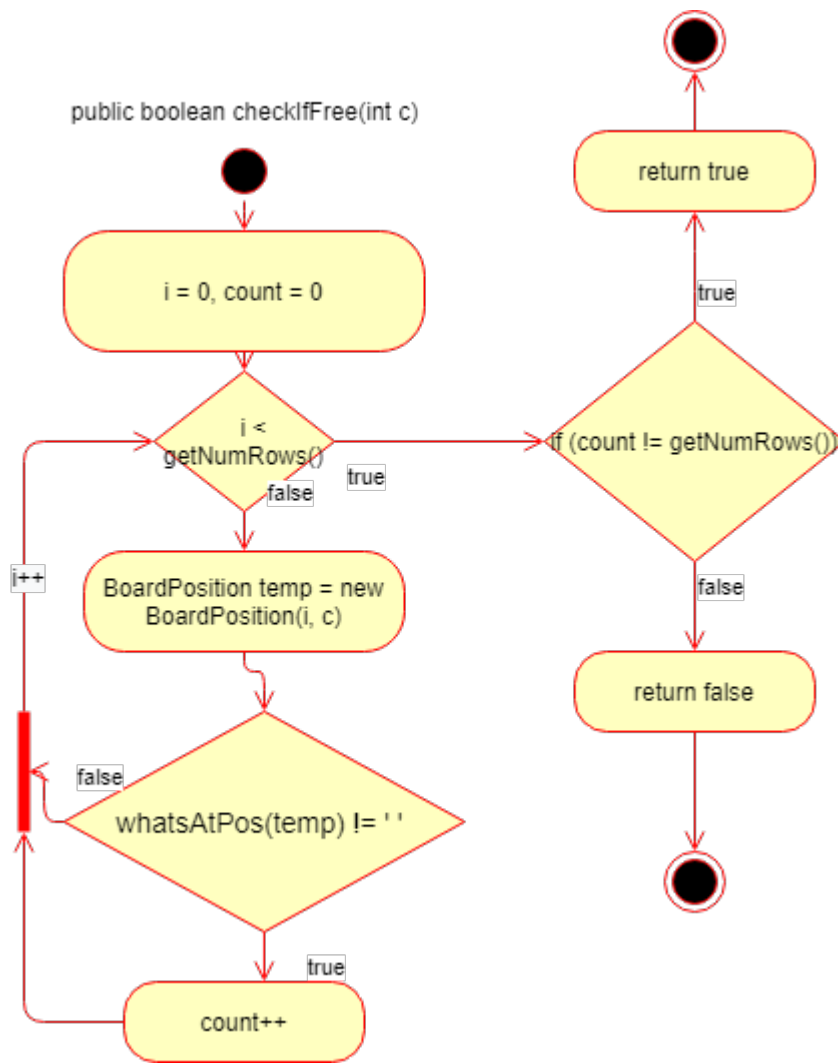 public boolean checkIfFree(int c)
i = 0, count = 0
i <
getNumRows()
false
true
BoardPosition temp = new
BoardPosition(i, c)
i++
whatsAtPos(temp) != ' '
false
true
count++
if (count != getNumRows())
true
return true
false
return false